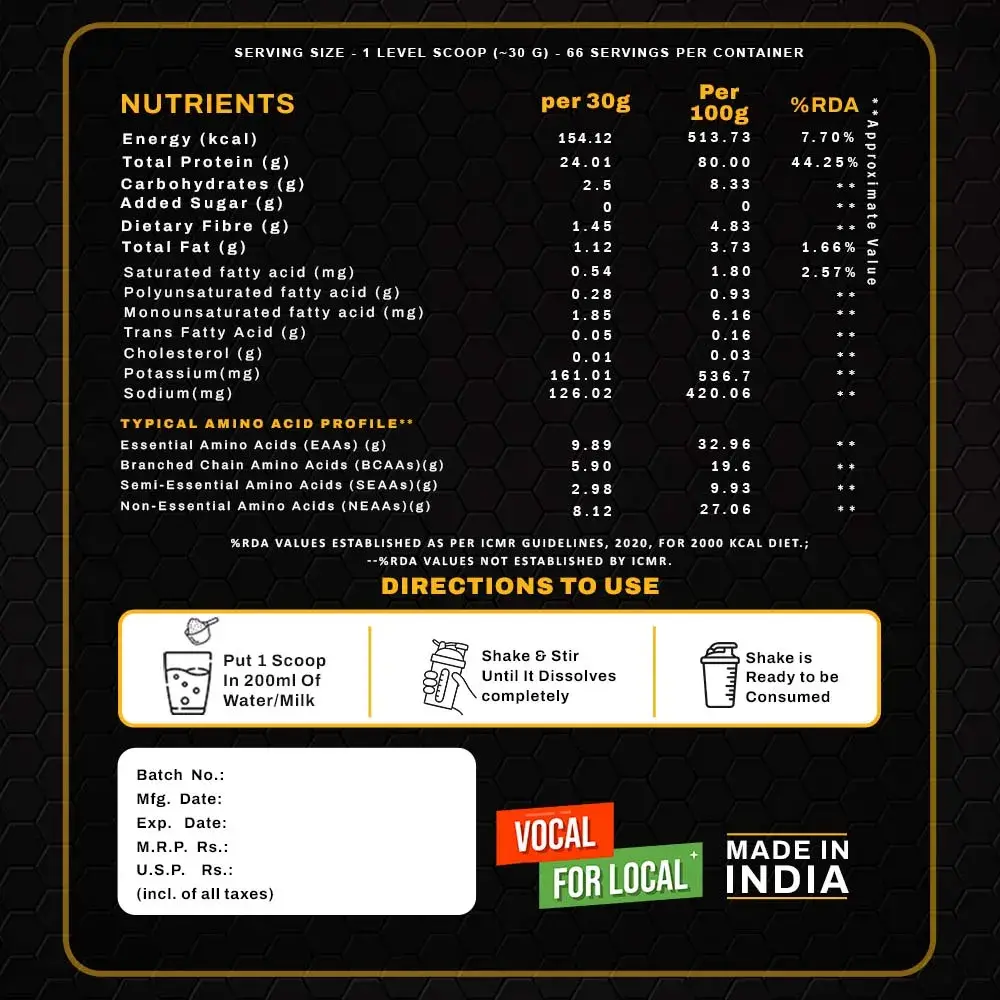 SERVING SIZE - 1 LEVEL SCOOP (~30 G) - 66 SERVINGS PER CONTAINER
NUTRIENTS per 30g Per 100g %RDA
Energy (kcal) 154.12 513.73 7.70%
Total Protein (g) 24.01 80.00 44.25%
Carbohydrates (g) 2.5 8.33 **
Added Sugar (g) 0 0 **
Dietary Fibre (g) 1.45 4.83 **
Total Fat (g) 1.12 3.73 1.66%
Saturated fatty acid (mg) 0.54 1.80 2.57%
Polyunsaturated fatty acid (g) 0.28 0.93 **
Monounsaturated fatty acid (mg) 1.85 6.16 **
Trans Fatty Acid (g) 0.05 0.16 **
Cholesterol (g) 0.01 0.03 **
Potassium(mg) 161.01 536.7 **
Sodium(mg) 126.02 420.06 **
**Approximate Value
TYPICAL AMINO ACID PROFILE**
Essential Amino Acids (EAAs) (g) 9.89 32.96 **
Branched Chain Amino Acids (BCAAs)(g) 5.90 19.6 **
Semi-Essential Amino Acids (SEAAs)(g) 2.98 9.93 **
Non-Essential Amino Acids (NEAAs)(g) 8.12 27.06 **
%RDA VALUES ESTABLISHED AS PER ICMR GUIDELINES, 2020, FOR 2000 KCAL DIET.;
--%RDA VALUES NOT ESTABLISHED BY ICMR.
DIRECTIONS TO USE
Put 1 Scoop
In 200ml Of
Water/Milk
Shake & Stir
Until It Dissolves
completely
Shake is
Ready to be
Consumed
Batch No.:
Mfg. Date:
Exp. Date:
M.R.P. Rs.:
U.S.P. Rs.:
(incl. of all taxes)
VOCAL
FOR LOCAL
MADE IN
INDIA